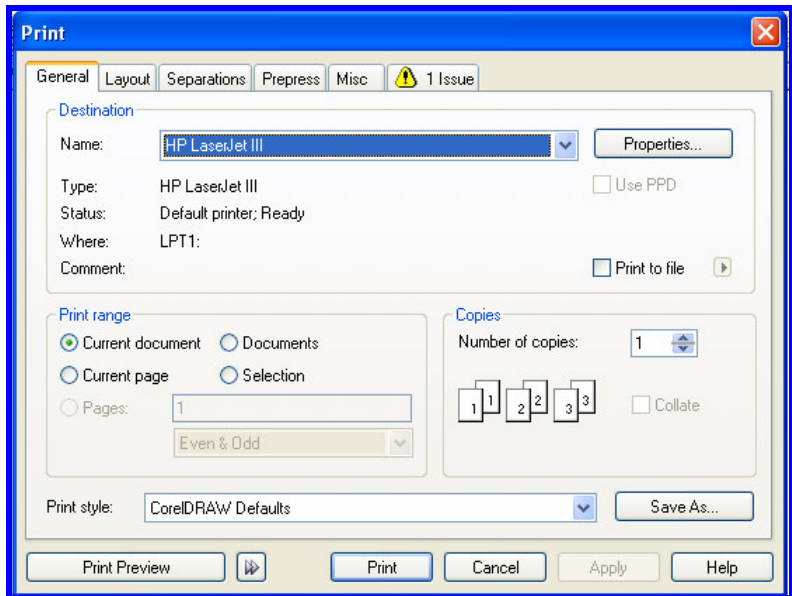 Print
General Layout Separations Prepress Misc 1 Issue
Destination
Name: HP LaserJet III Properties...
Type: HP LaserJet III Use PPD
Status: Default printer; Ready
Where: LPT1:
Comment: Print to file
Print range Copies
Current document Documents Number of copies: 1
Current page Selection
Pages: 1 1 1 2 2 3 3 Collate
Even & Odd
Print style: CorelDRAW Defaults Save As...
Print Preview Print Cancel Apply Help